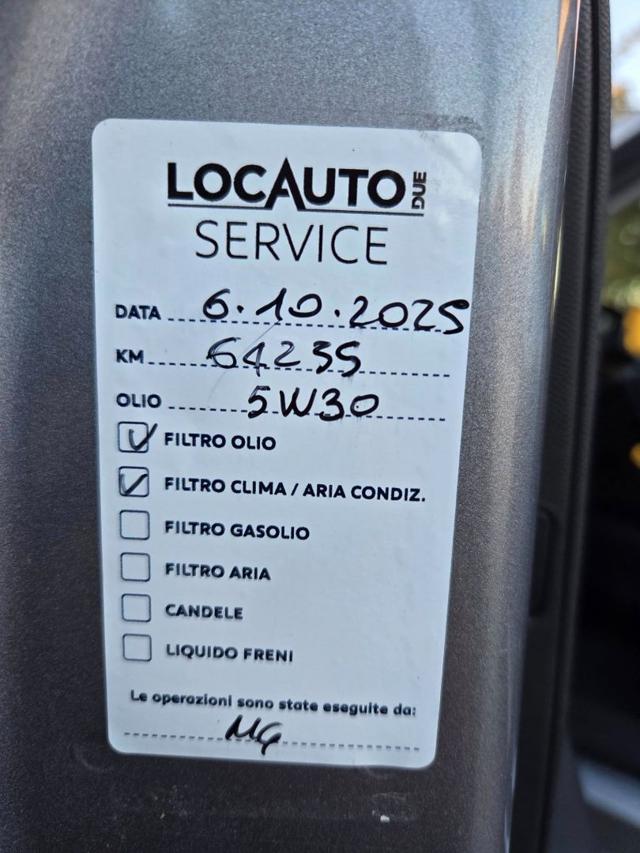 LOCAUTO DUE
SERVICE
DATA 6.10.2025
KM 64235
OLIO 5W30
FILTRO OLIO
FILTRO CLIMA / ARIA CONDIZ.
FILTRO GASOLIO
FILTRO ARIA
CANDELE
LIQUIDO FRENI
Le operazioni sono state eseguite da:
MG